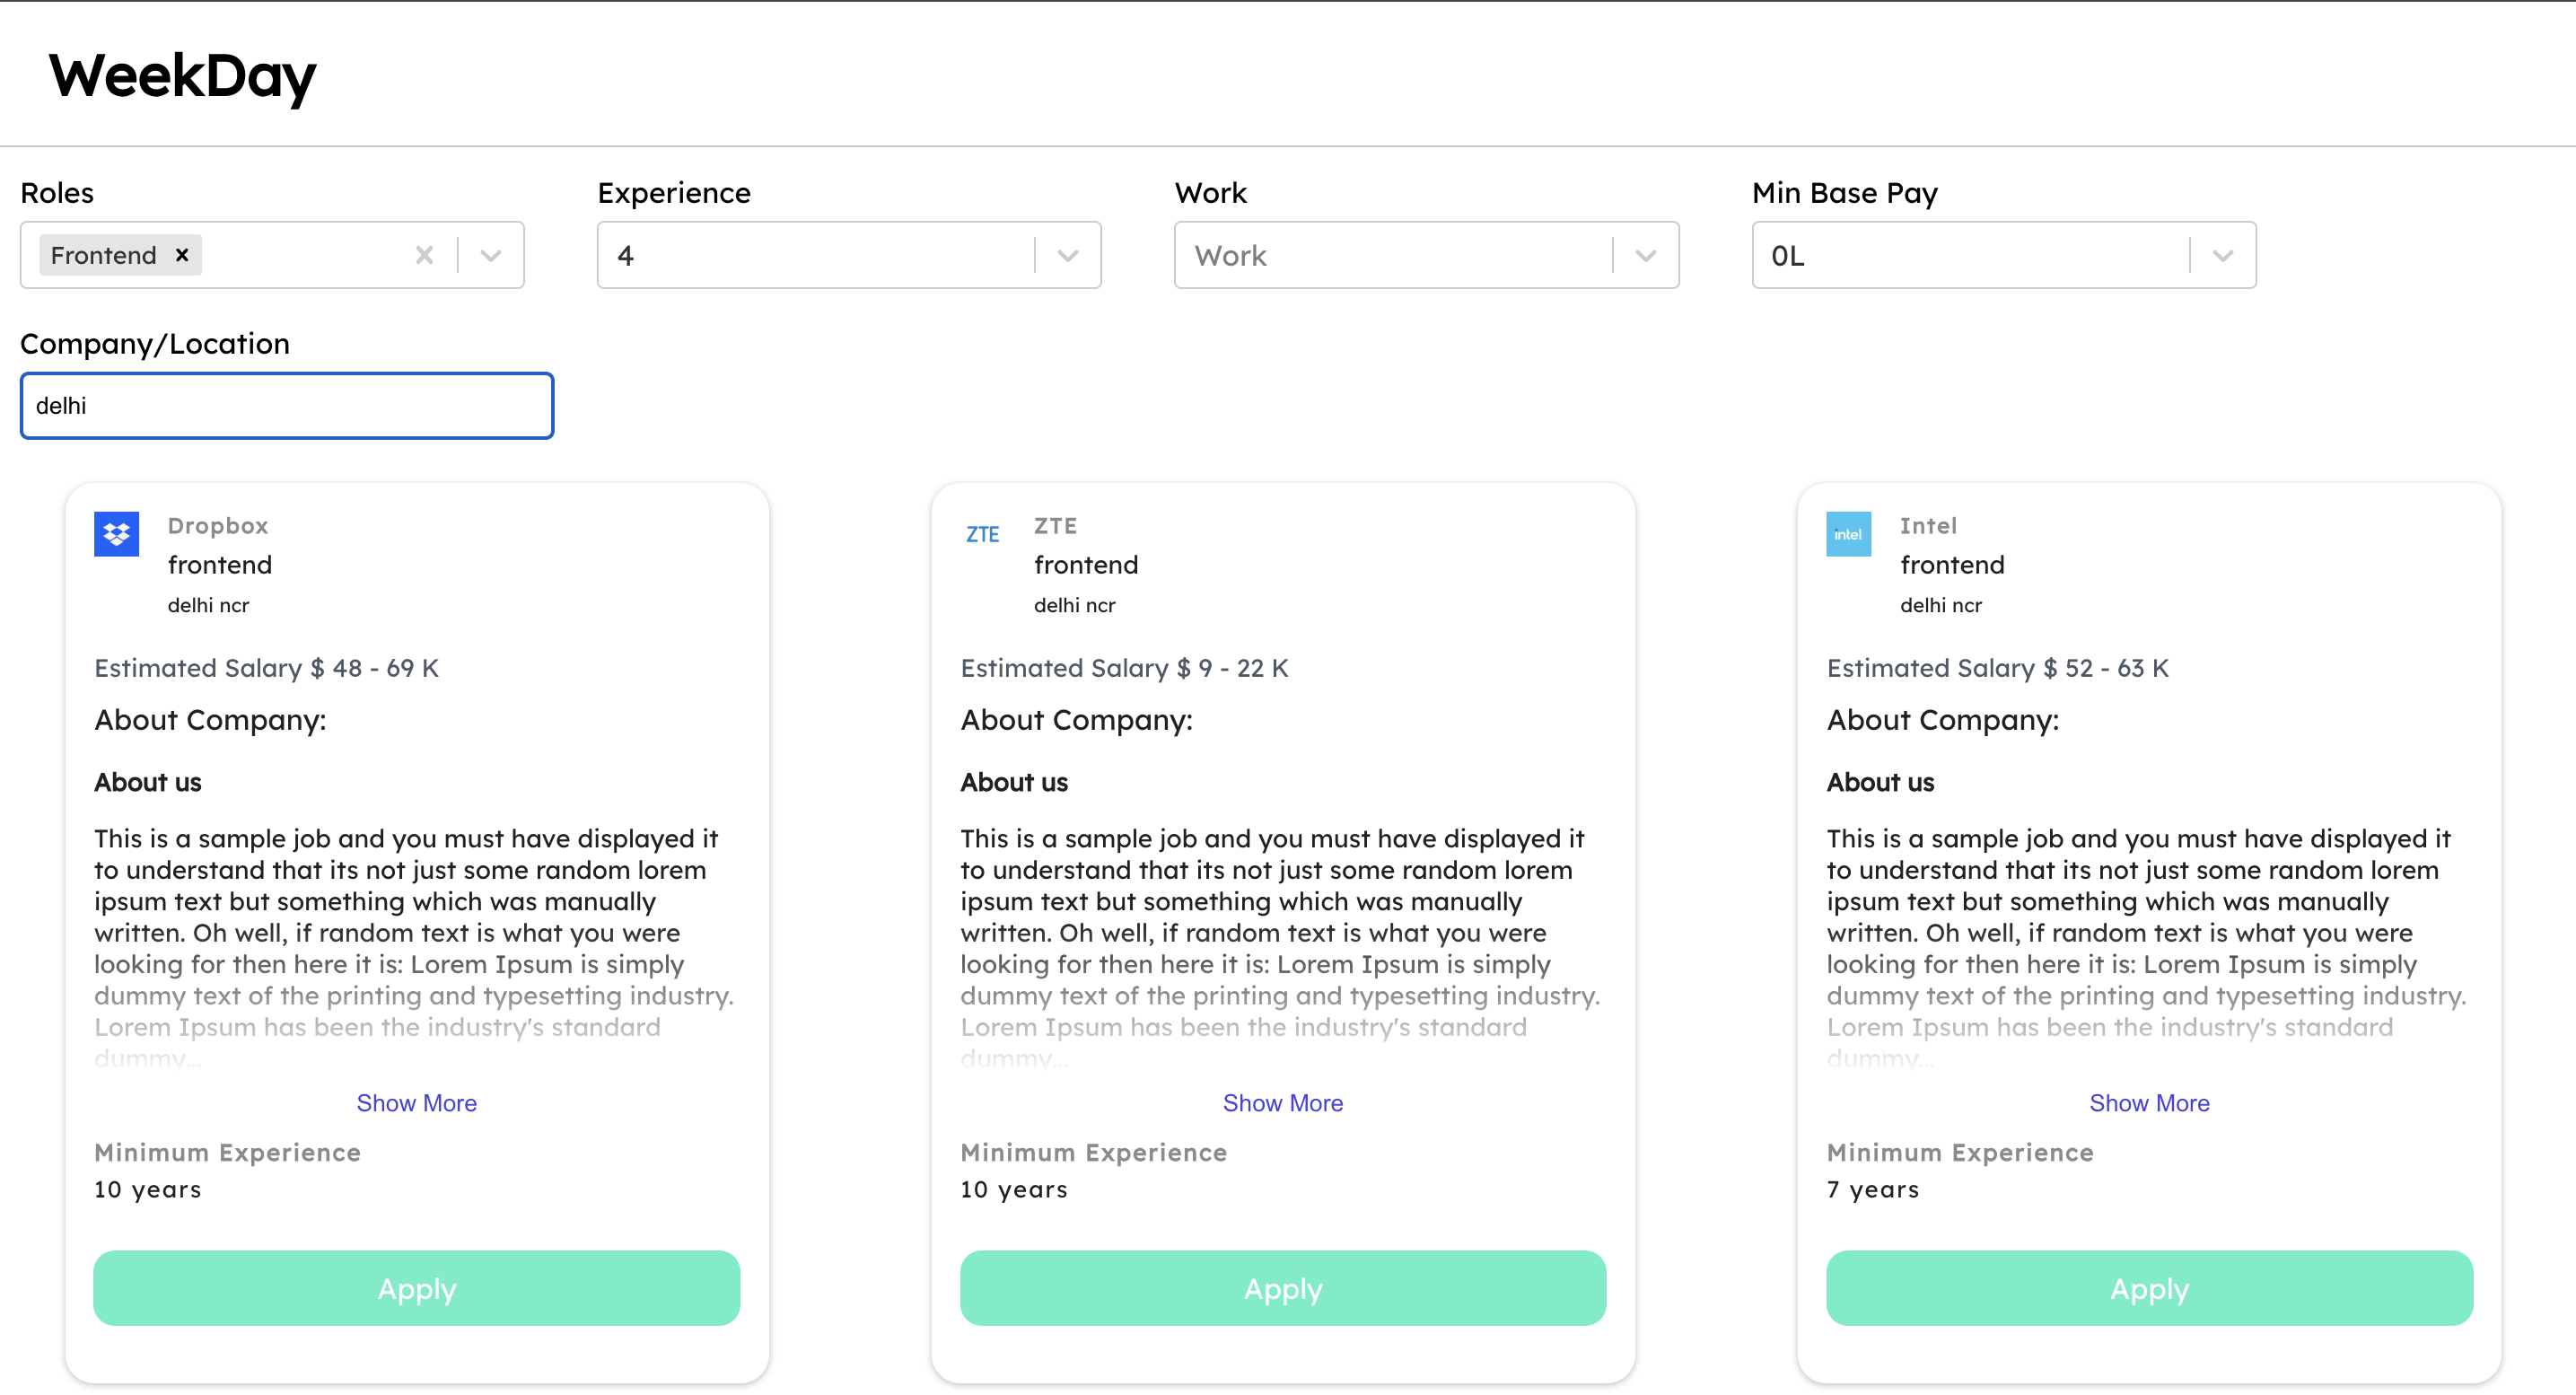 WeekDay
Roles
Experience
Work
Min Base Pay
Frontend
4
Work
0L
Company/Location
delhi
Dropbox
frontend
delhi ncr
Estimated Salary $ 48 - 69 K
About Company:
About us
This is a sample job and you must have displayed it
to understand that its not just some random lorem
ipsum text but something which was manually
written. Oh well, if random text is what you were
looking for then here it is: Lorem Ipsum is simply
dummy text of the printing and typesetting industry.
Lorem Ipsum has been the industry's standard
dummy...
Show More
Minimum Experience
10 years
Apply
ZTE
ZTE
frontend
delhi ncr
Estimated Salary $ 9 - 22 K
About Company:
About us
This is a sample job and you must have displayed it
to understand that its not just some random lorem
ipsum text but something which was manually
written. Oh well, if random text is what you were
looking for then here it is: Lorem Ipsum is simply
dummy text of the printing and typesetting industry.
Lorem Ipsum has been the industry's standard
dummy...
Show More
Minimum Experience
10 years
Apply
intel
Intel
frontend
delhi ncr
Estimated Salary $ 52 - 63 K
About Company:
About us
This is a sample job and you must have displayed it
to understand that its not just some random lorem
ipsum text but something which was manually
written. Oh well, if random text is what you were
looking for then here it is: Lorem Ipsum is simply
dummy text of the printing and typesetting industry.
Lorem Ipsum has been the industry's standard
dummy...
Show More
Minimum Experience
7 years
Apply